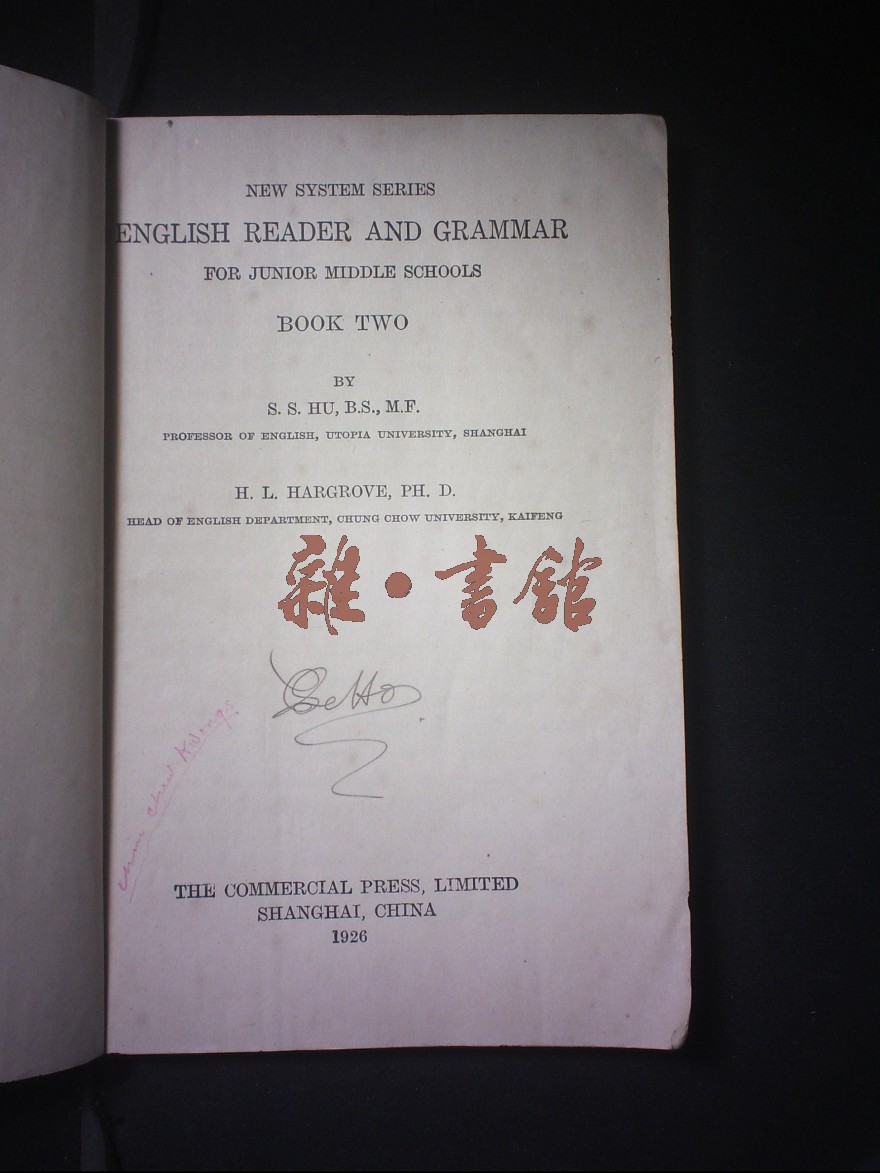 NEW SYSTEM SERIES
ENGLISH READER AND GRAMMAR
FOR JUNIOR MIDDLE SCHOOLS
BOOK TWO
BY
S. S. HU, B.S., M.F.
PROFESSOR OF ENGLISH, UTOPIA UNIVERSITY, SHANGHAI
H. L. HARGROVE, PH. D.
HEAD OF ENGLISH DEPARTMENT, CHUNG CHOW UNIVERSITY, KAIFENG
雜·書館
THE COMMERCIAL PRESS, LIMITED
SHANGHAI, CHINA
1926